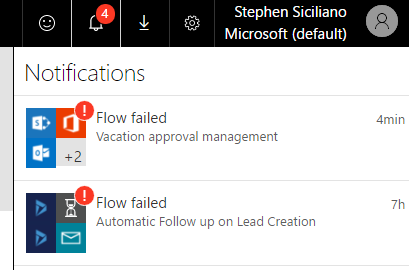 Stephen Siciliano
4
Microsoft (default)
Notifications
Flow failed
4min
Vacation approval management
+2
Flow failed
7h
Automatic Follow up on Lead Creation